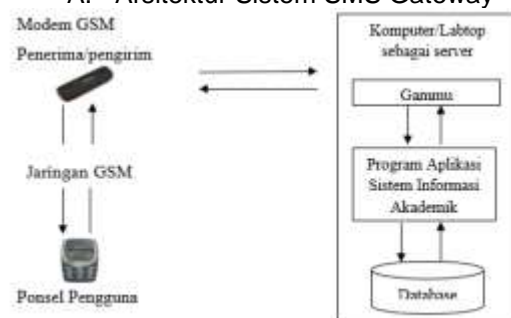 Arsitektur Sistem SMS Gateway
Modem GSM
Penerima/pengirim
Jaringan GSM
Ponsel Pengguna
Komputer/Labtop
sebagai server
Gammu
Program Aplikasi
Sistem Informasi
Akademik
Database